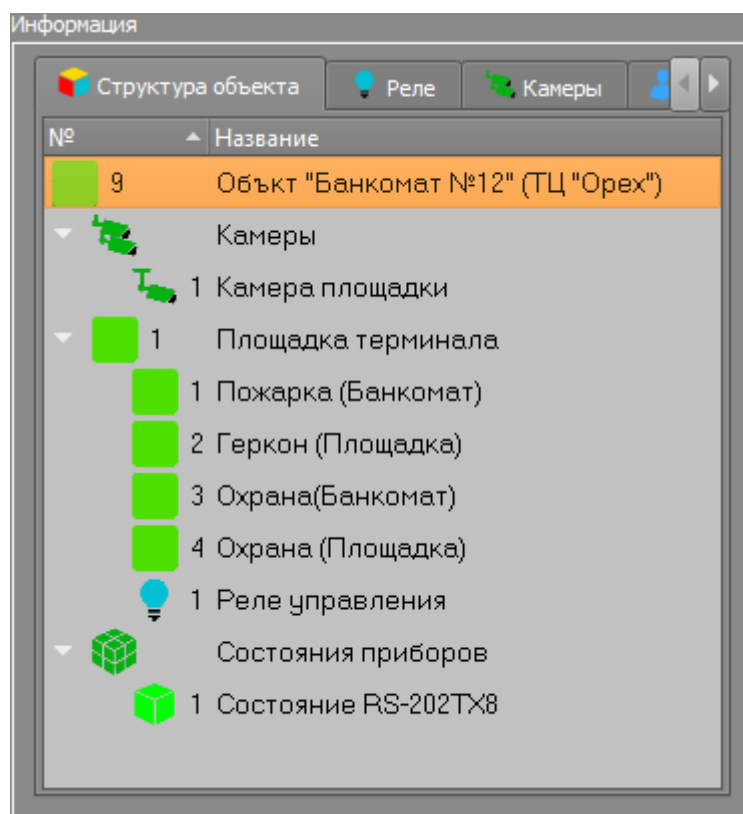 Информация
Структура объекта Реле Камеры
№ Название
9 Объкт "Банкомат №12" (ТЦ "Орех")
Камеры
1 Камера площадки
1 Площадка терминала
1 Пожарка (Банкомат)
2 Геркон (Площадка)
3 Охрана(Банкомат)
4 Охрана (Площадка)
1 Реле управления
Состояния приборов
1 Состояние RS-202TX8